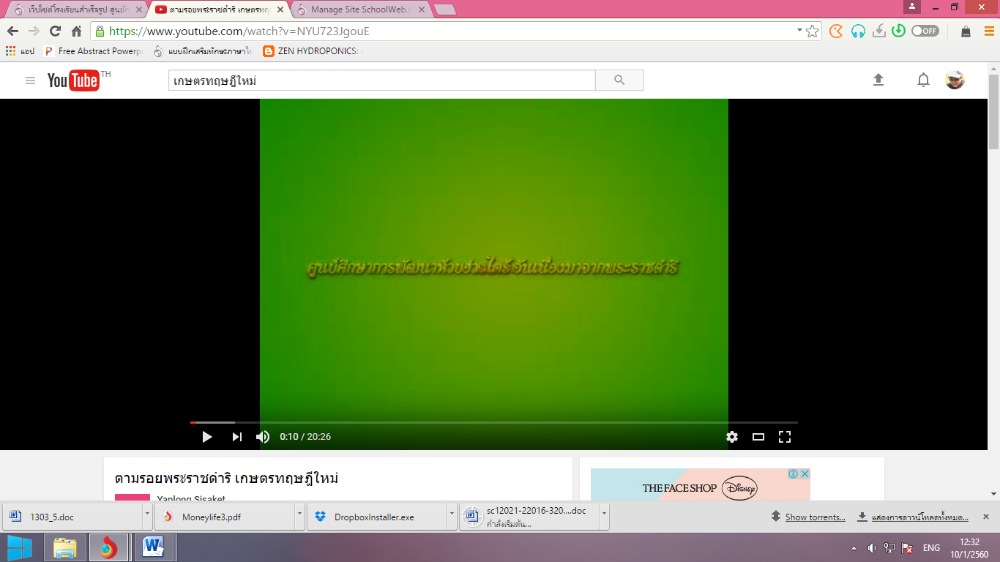 เว็บไซต์โรงเรียนสำเร็จรูป ศูนย์
ตามรอยพระราชดำริ เกษตรทฤ
Manage Site SchoolWeb.i
OFF
https://www.youtube.com/watch?v=NYU723JgouE
แอป
Free Abstract Powerp
แบบฝึกเสริมทักษะภาษาไ
ZEN HYDROPONICS:
YouTube TH
เกษตรทฤษฎีใหม่
ศูนย์ศึกษาการพัฒนาห้วยฮ่องไคร้ อันเนื่องมาจากพระราชดำริ
0:10 / 20:26
ตามรอยพระราชดำริ เกษตรทฤษฎีใหม่
THE FACE SHOP Disney
Yaplong Sisaket
1303_5.doc
Moneylife3.pdf
DropboxInstaller.exe
sc12021-22016-320....doc
กำลังเริ่มต้น...
Show torrents...
แสดงการดาวน์โหลดทั้งหมด...
ENG
12:32
10/1/2560